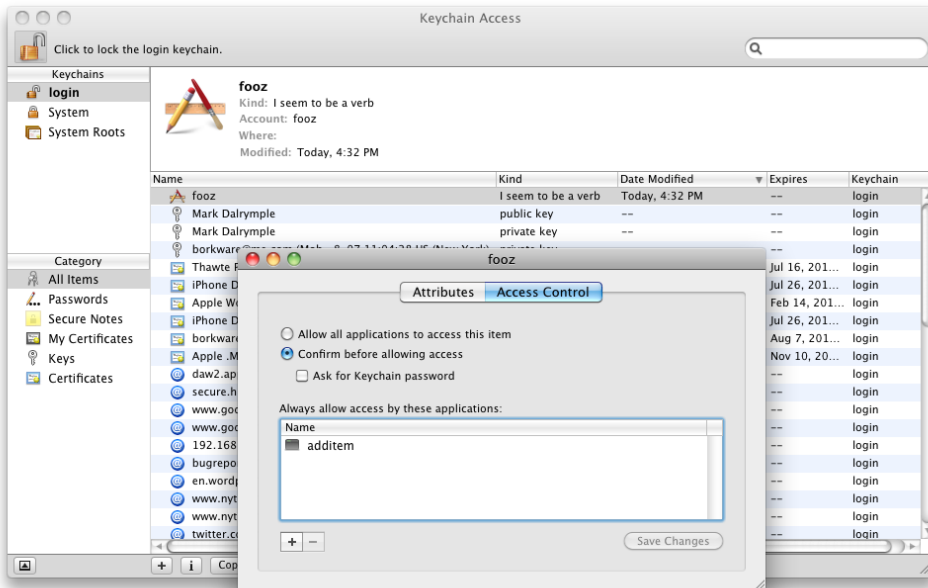 Keychain Access
Click to lock the login keychain.
Keychains
login
System
System Roots
fooz
Kind: I seem to be a verb
Account: fooz
Where:
Modified: Today, 4:32 PM
Name Kind Date Modified Expires Keychain
fooz I seem to be a verb Today, 4:32 PM -- login
Mark Dalrymple public key -- -- login
Mark Dalrymple private key -- -- login
login
Category
All Items
Passwords
Secure Notes
My Certificates
Keys
Certificates
Thawte Jul 16, 201... login
iPhone D Jul 26, 201... login
Apple Wo Feb 14, 201... login
iPhone D Jul 26, 201... login
borkware Aug 7, 201... login
Apple .M Nov 10, 20... login
daw2.ap -- login
secure.h -- login
www.goo -- login
www.goo -- login
192.168 -- login
bugrepo -- login
en.wordp -- login
www.nyt -- login
www.nyt -- login
twitter.co -- login
Cop
fooz
Attributes Access Control
Allow all applications to access this item
Confirm before allowing access
Ask for Keychain password
Always allow access by these applications:
Name
additem
+ −
Save Changes